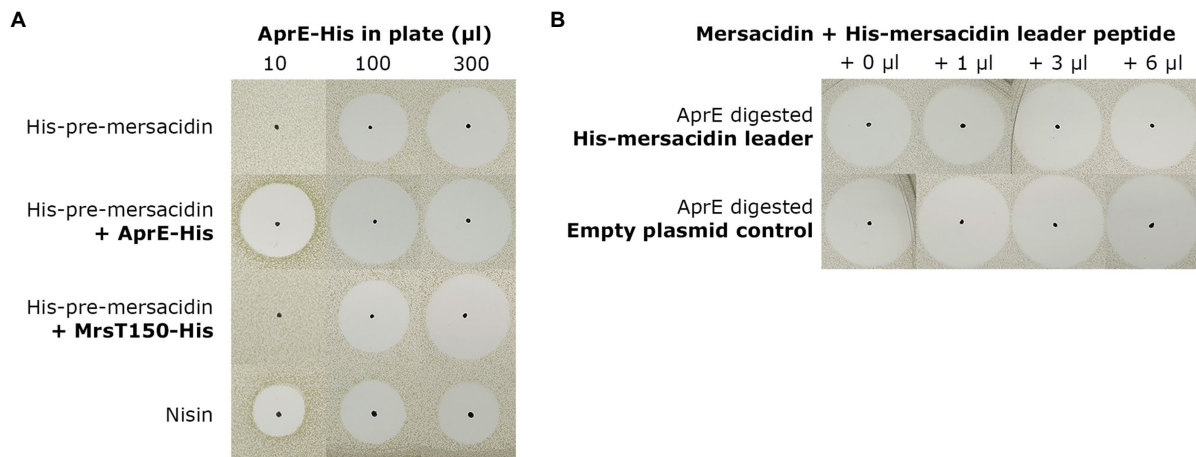 A
AprE-His in plate (µl)
10 100 300
His-pre-mersacidin
His-pre-mersacidin
+ AprE-His
His-pre-mersacidin
+ MrsT150-His
Nisin
B
Mersacidin + His-mersacidin leader peptide
+ 0 µl + 1 µl + 3 µl + 6 µl
AprE digested
His-mersacidin leader
AprE digested
Empty plasmid control